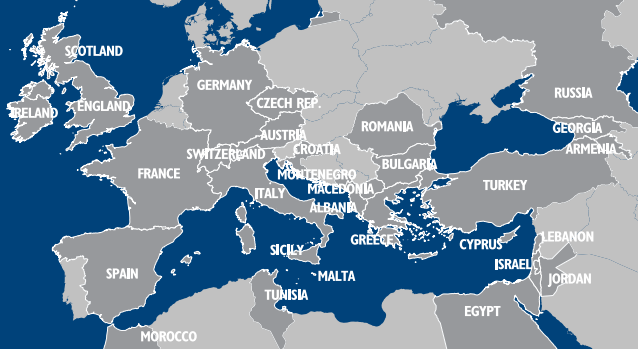 SCOTLAND
GERMANY
RUSSIA
CZECH REP.
IRELAND
ENGLAND
ROMANIA
GEORGIA
AUSTRIA
CROATIA
ARMENIA
SWITZERLAND
BULGARIA
FRANCE
MONTENEGRO
TURKEY
MACEDONIA
ITALY
ALBANIA
GREECE
CYPRUS
LEBANON
SICILY
ISRAEL
SPAIN
MALTA
JORDAN
TUNISIA
EGYPT
MOROCCO